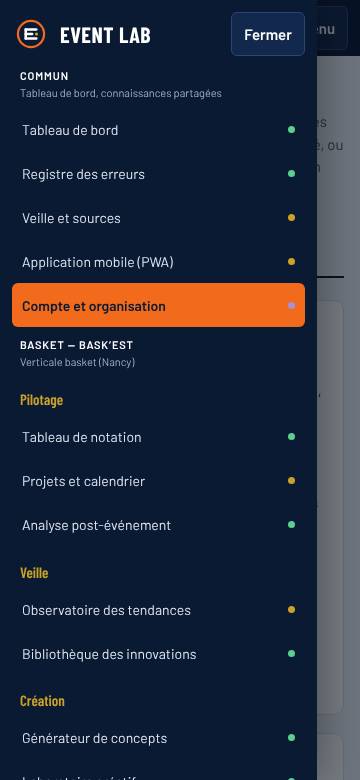 EVENT LAB
Fermer
enu
COMMUN
Tableau de bord, connaissances partagées
Tableau de bord
Registre des erreurs
Veille et sources
Application mobile (PWA)
Compte et organisation
BASKET — BASK'EST
Verticale basket (Nancy)
Pilotage
Tableau de notation
Projets et calendrier
Analyse post-événement
Veille
Observatoire des tendances
Bibliothèque des innovations
Création
Générateur de concepts